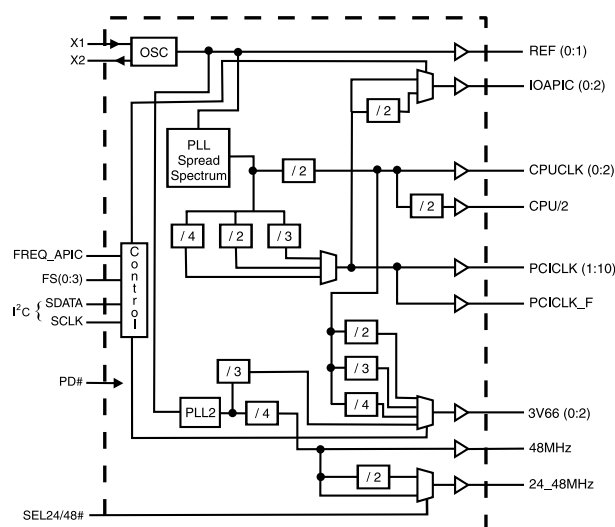 X1
X2
OSC
REF (0:1)
IOAPIC (0:2)
/ 2
PLL
Spread
Spectrum
/ 2
CPUCLK (0:2)
/ 2
CPU/2
/ 4
/ 2
/ 3
FREQ_APIC
FS(0:3)
I²C { SDATA
SCLK
Control
PCICLK (1:10)
PCICLK_F
/ 2
/ 3
/ 4
PD#
/ 3
PLL2
/ 4
3V66 (0:2)
48MHz
/ 2
24_48MHz
SEL24/48#